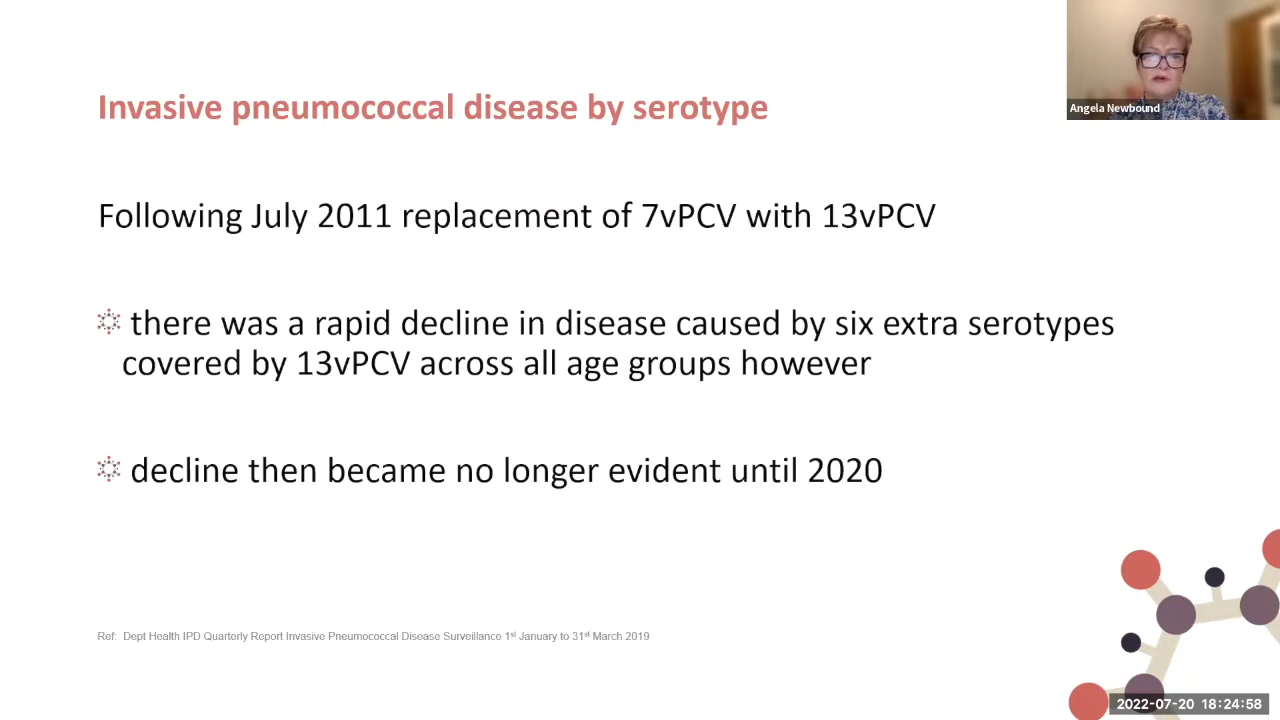 Angela Newbound
Invasive pneumococcal disease by serotype
Following July 2011 replacement of 7vPCV with 13vPCV
there was a rapid decline in disease caused by six extra serotypes
covered by 13vPCV across all age groups however
decline then became no longer evident until 2020
Ref: Dept Health IPD Quarterly Report Invasive Pneumococcal Disease Surveillance 1st January to 31st March 2019
2022-07-20 18:24:58